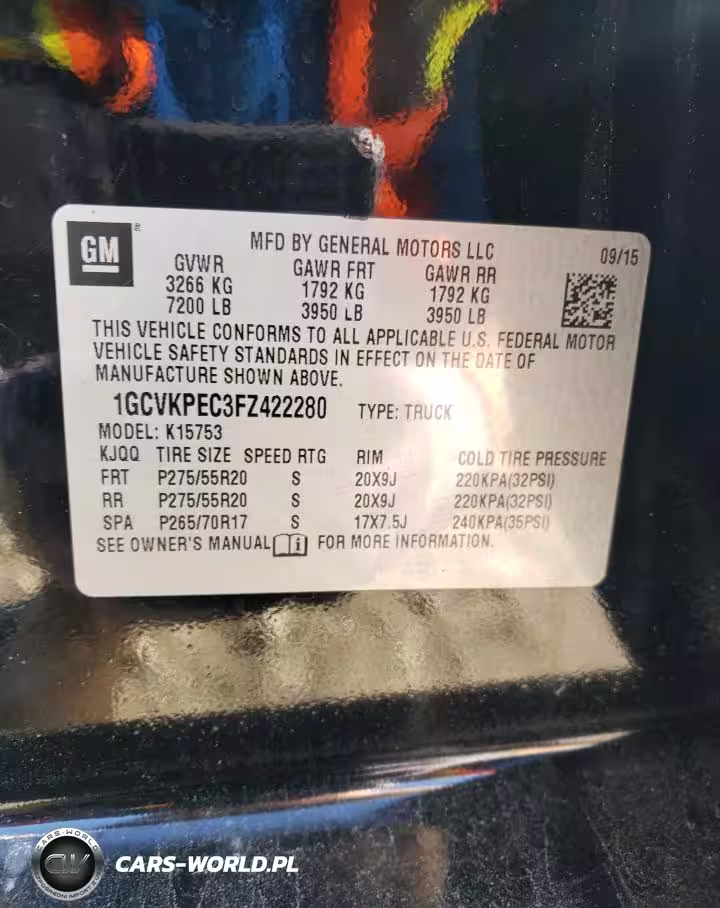 GM ®
MFD BY GENERAL MOTORS LLC
09/15
GVWR GAWR FRT GAWR RR
3266 KG 1792 KG 1792 KG
7200 LB 3950 LB 3950 LB
THIS VEHICLE CONFORMS TO ALL APPLICABLE U.S. FEDERAL MOTOR
VEHICLE SAFETY STANDARDS IN EFFECT ON THE DATE OF
MANUFACTURE SHOWN ABOVE.
1GCVKPEC3FZ422280 TYPE: TRUCK
MODEL: K15753
KJQQ TIRE SIZE SPEED RTG RIM COLD TIRE PRESSURE
FRT P275/55R20 S 20X9J 220KPA(32PSI)
RR P275/55R20 S 20X9J 220KPA(32PSI)
SPA P265/70R17 S 17X7.5J 240KPA(35PSI)
SEE OWNER'S MANUAL FOR MORE INFORMATION.
CARS-WORLD
CW
CARS-WORLD.PL